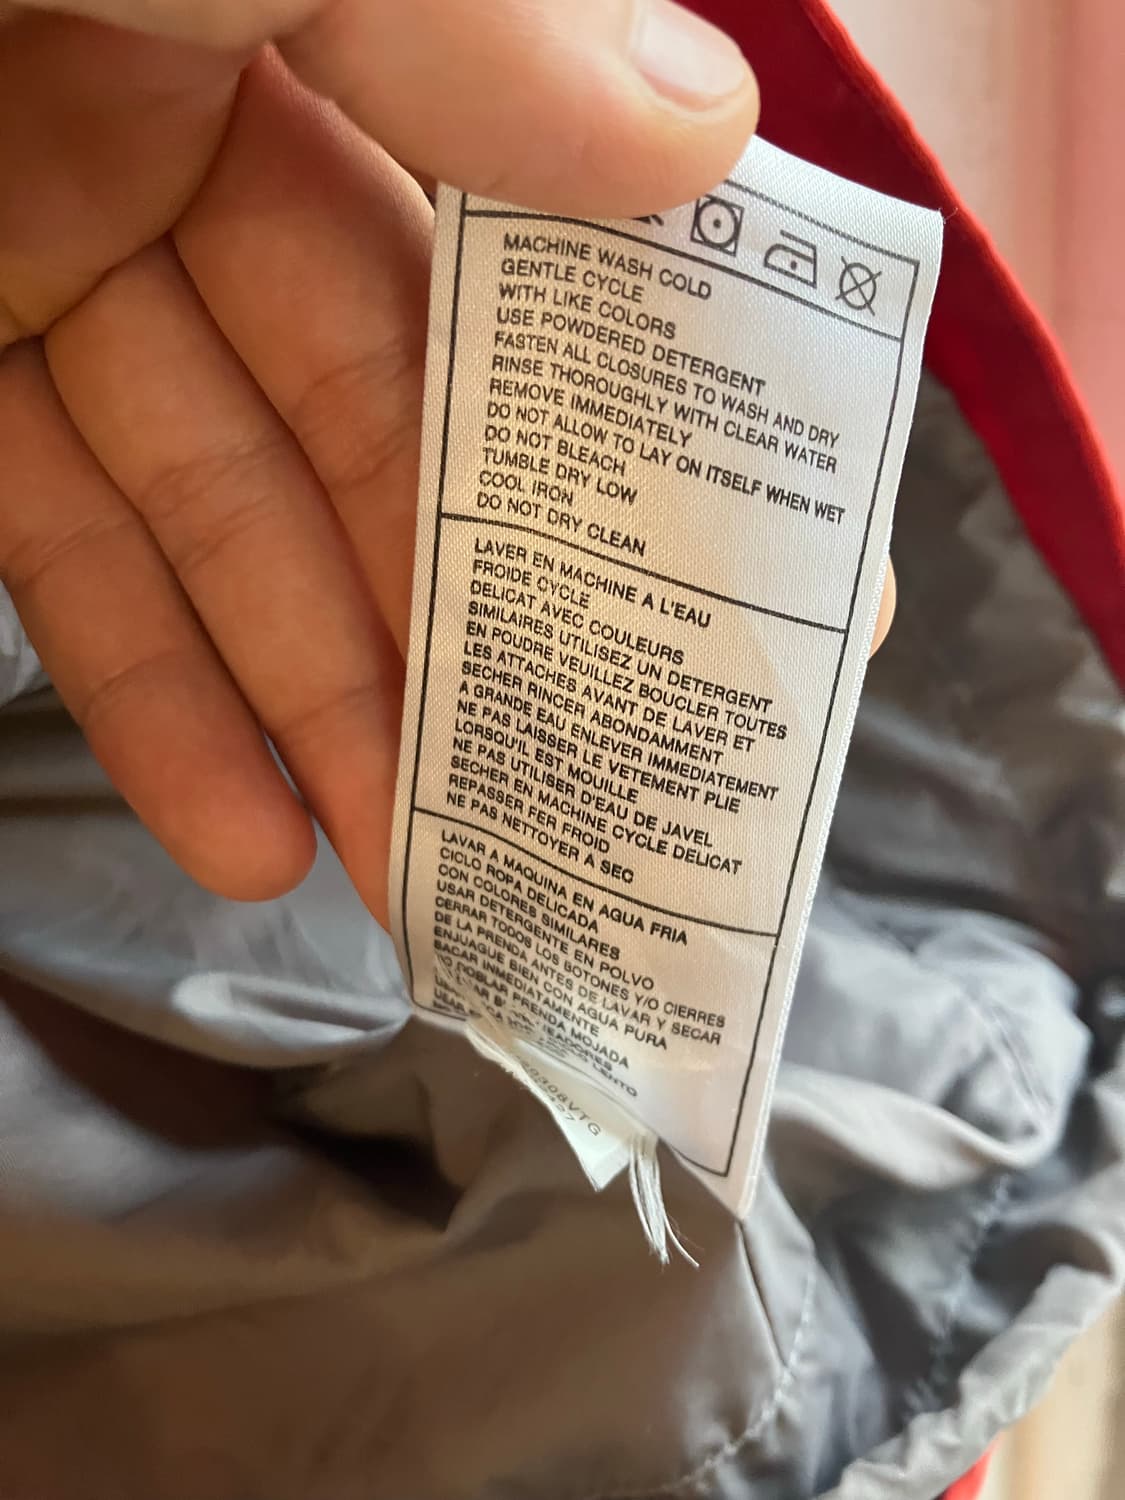 MACHINE WASH COLD
GENTLE CYCLE
WITH LIKE COLORS
USE POWDERED DETERGENT
FASTEN ALL CLOSURES TO WASH AND DRY
RINSE THOROUGHLY WITH CLEAR WATER
REMOVE IMMEDIATELY
DO NOT ALLOW TO LAY ON ITSELF WHEN WET
DO NOT BLEACH
TUMBLE DRY LOW
COOL IRON
DO NOT DRY CLEAN
LAVER EN MACHINE A L'EAU
FROIDE CYCLE
DELICAT AVEC COULEURS
SIMILAIRES UTILISEZ UN DETERGENT
EN POUDRE VEUILLEZ BOUCLER TOUTES
LES ATTACHES AVANT DE LAVER ET
SECHER RINCER ABONDAMMENT
A GRANDE EAU ENLEVER IMMEDIATEMENT
NE PAS LAISSER LE VETEMENT PLIE
LORSQU'IL EST MOUILLE
NE PAS UTILISER D'EAU DE JAVEL
SECHER EN MACHINE CYCLE DELICAT
REPASSER FER FROID
NE PAS NETTOYER A SEC
LAVAR A MAQUINA EN AGUA FRIA
CICLO ROPA DELICADA
CON COLORES SIMILARES
USAR DETERGENTE EN POLVO
CERRAR TODOS LOS BOTONES Y/O CIERRES
DE LA PRENDA ANTES DE LAVAR Y SECAR
ENJUAGUE BIEN CON AGUA PURA
SACAR INMEDIATAMENTE
NO DOBLAR PRENDA MOJADA
LENTO